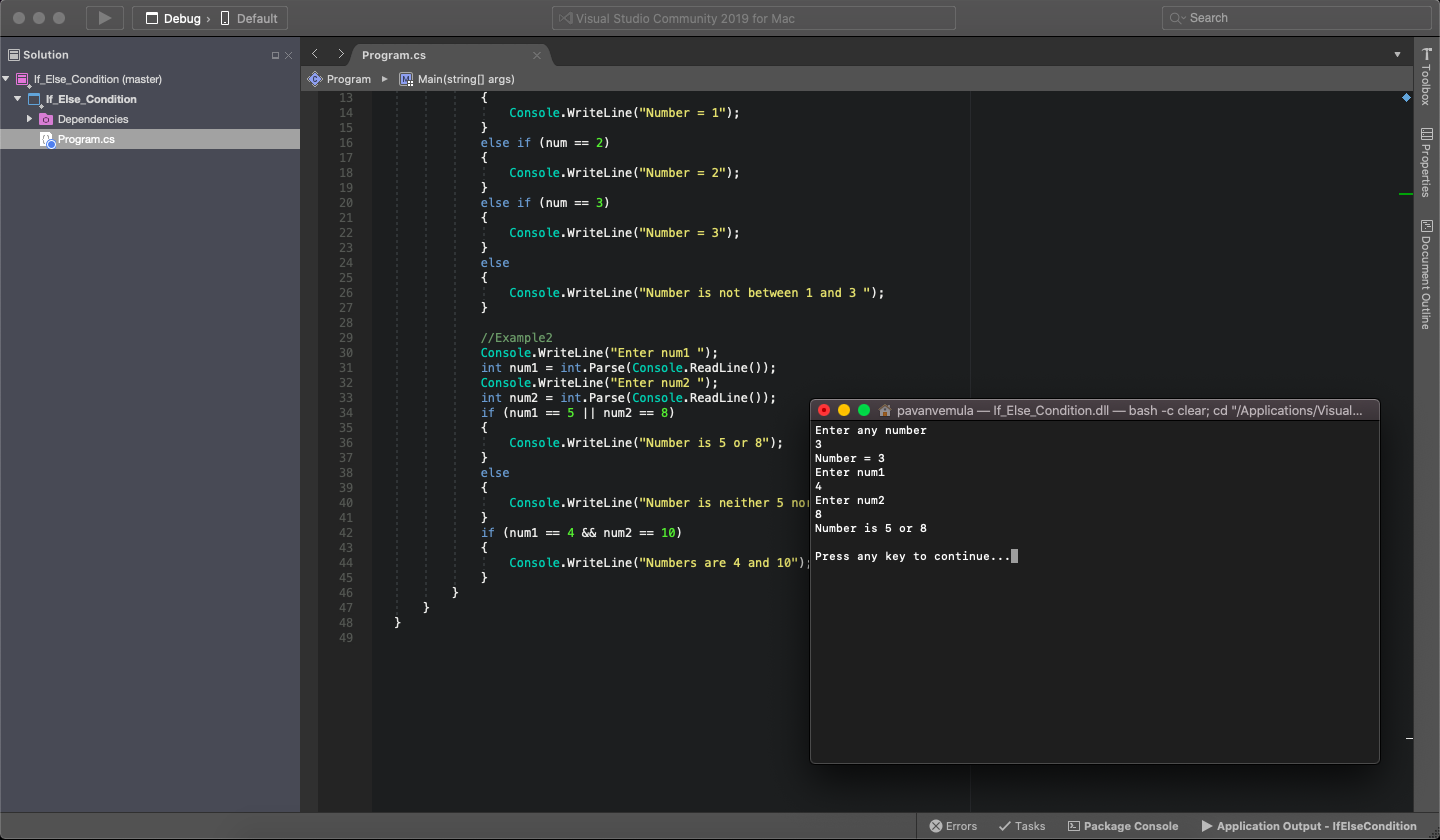 Debug › Default
Visual Studio Community 2019 for Mac
Search
Solution
If_Else_Condition (master)
If_Else_Condition
Dependencies
Program.cs
Program.cs
Program
Main(string[] args)
13 {
14 Console.WriteLine("Number = 1");
15 }
16 else if (num == 2)
17 {
18 Console.WriteLine("Number = 2");
19 }
20 else if (num == 3)
21 {
22 Console.WriteLine("Number = 3");
23 }
24 else
25 {
26 Console.WriteLine("Number is not between 1 and 3 ");
27 }
28
29 //Example2
30 Console.WriteLine("Enter num1 ");
31 int num1 = int.Parse(Console.ReadLine());
32 Console.WriteLine("Enter num2 ");
33 int num2 = int.Parse(Console.ReadLine());
34 if (num1 == 5 || num2 == 8)
35 {
36 Console.WriteLine("Number is 5 or 8");
37 }
38 else
39 {
40 Console.WriteLine("Number is neither 5 nor
41 }
42 if (num1 == 4 && num2 == 10)
43 {
44 Console.WriteLine("Numbers are 4 and 10");
45 }
46 }
47 }
48 }
49
pavanvemula — If_Else_Condition.dll — bash -c clear; cd "/Applications/Visual...
Enter any number
3
Number = 3
Enter num1
4
Enter num2
8
Number is 5 or 8
Press any key to continue...
Toolbox
Properties
Document Outline
Errors
Tasks
Package Console
Application Output - IfElseCondition